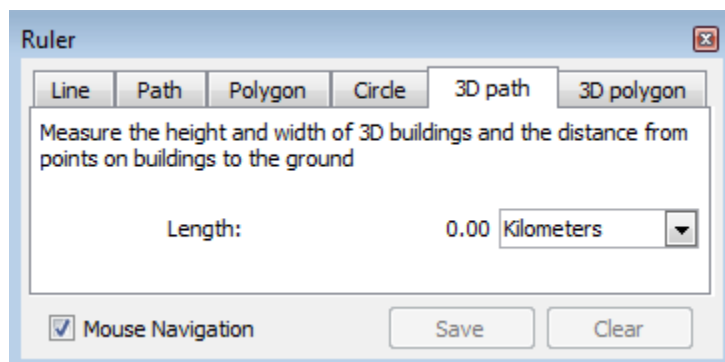 Ruler
Line Path Polygon Circle 3D path 3D polygon
Measure the height and width of 3D buildings and the distance from
points on buildings to the ground
Length: 0.00 Kilometers
Mouse Navigation Save Clear